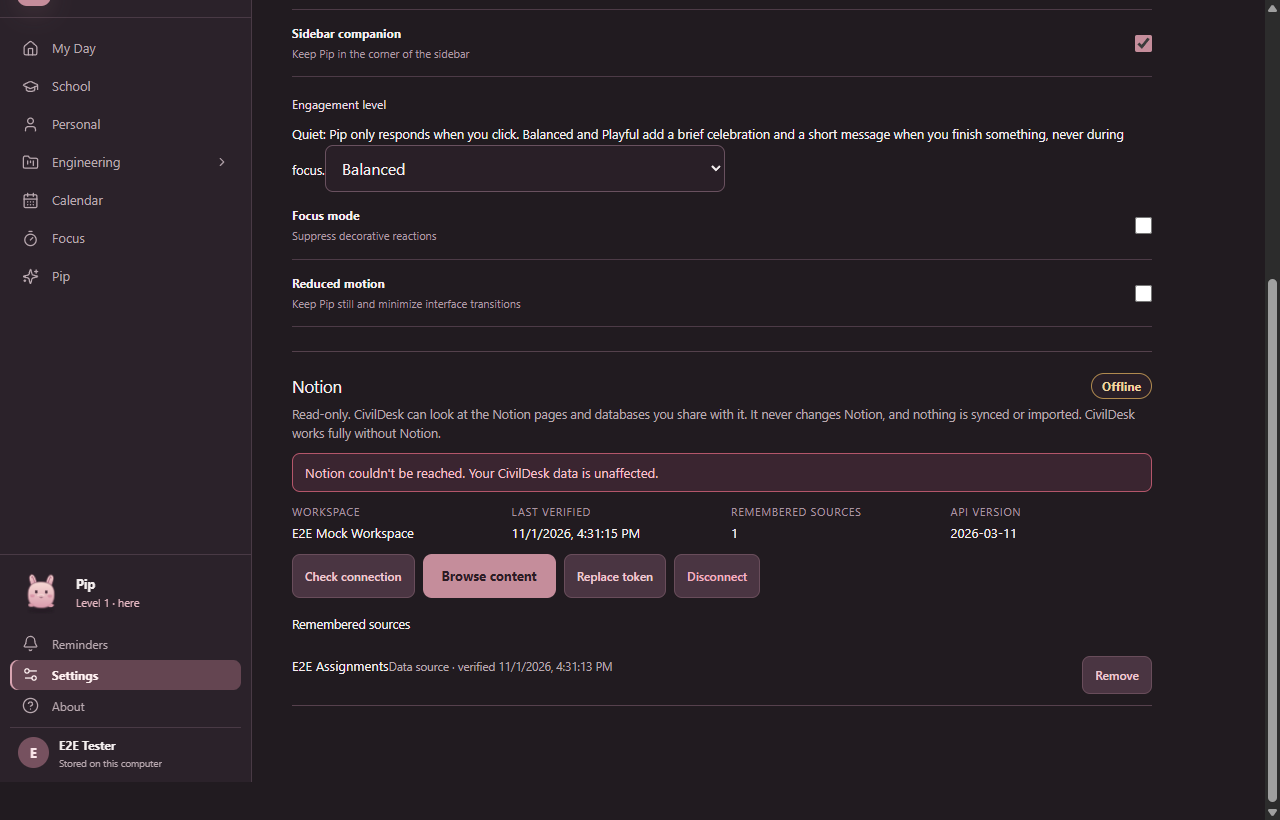 My Day
School
Personal
Engineering
Calendar
Focus
Pip
Pip
Level 1 · here
Reminders
Settings
About
E
E2E Tester
Stored on this computer
Sidebar companion
Keep Pip in the corner of the sidebar
Engagement level
Quiet: Pip only responds when you click. Balanced and Playful add a brief celebration and a short message when you finish something, never during
focus.
Balanced
Focus mode
Suppress decorative reactions
Reduced motion
Keep Pip still and minimize interface transitions
Notion
Offline
Read-only. CivilDesk can look at the Notion pages and databases you share with it. It never changes Notion, and nothing is synced or imported. CivilDesk
works fully without Notion.
Notion couldn't be reached. Your CivilDesk data is unaffected.
WORKSPACE
E2E Mock Workspace
LAST VERIFIED
11/1/2026, 4:31:15 PM
REMEMBERED SOURCES
1
API VERSION
2026-03-11
Check connection
Browse content
Replace token
Disconnect
Remembered sources
E2E AssignmentsData source · verified 11/1/2026, 4:31:13 PM
Remove